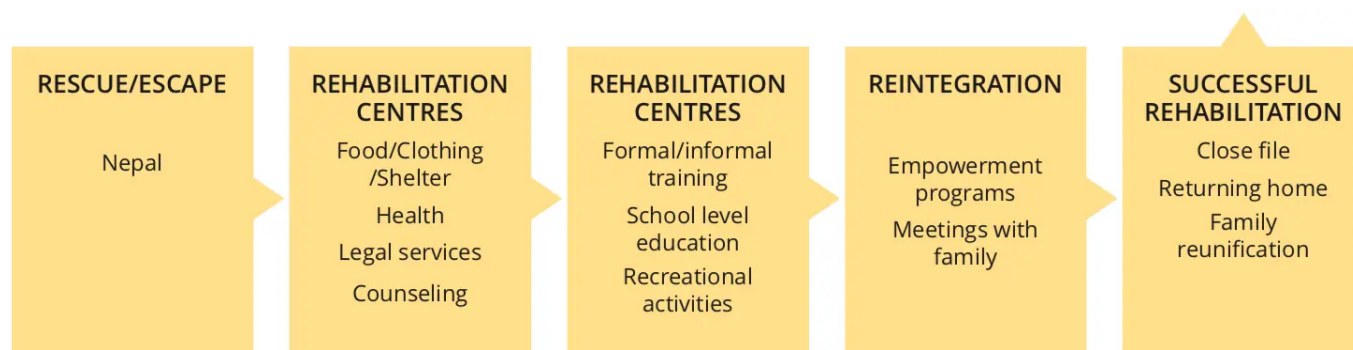 RESCUE/ESCAPE
Nepal
REHABILITATION
CENTRES
Food/Clothing
/Shelter
Health
Legal services
Counseling
REHABILITATION
CENTRES
Formal/informal
training
School level
education
Recreational
activities
REINTEGRATION
Empowerment
programs
Meetings with
family
SUCCESSFUL
REHABILITATION
Close file
Returning home
Family
reunification